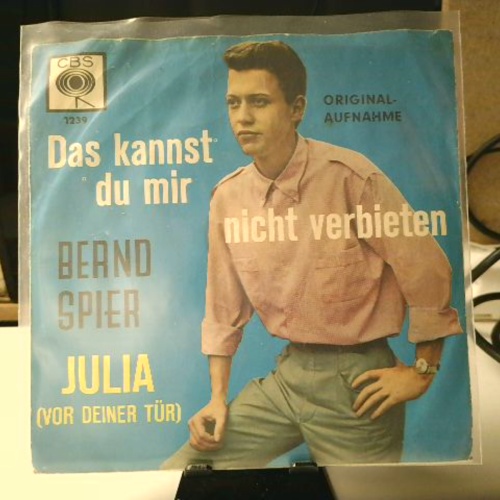 CBS
1239
ORIGINAL-
AUFNAHME
Das kannst
du mir
nicht verbieten
BERND
SPIER
JULIA
(VOR DEINER TÜR)